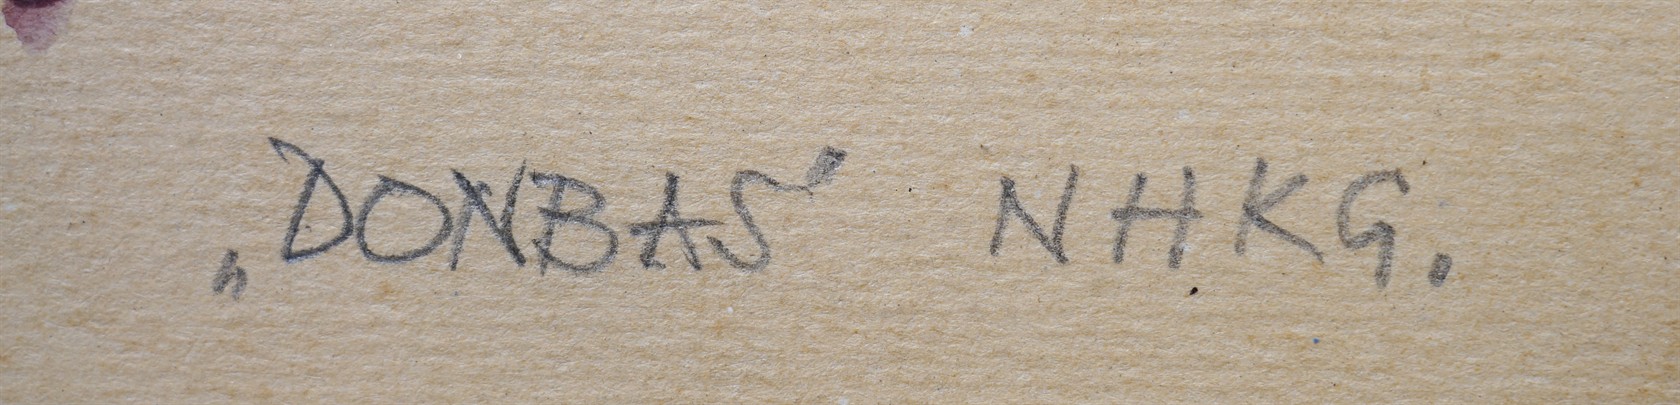 „DONBAS“ NHKG.